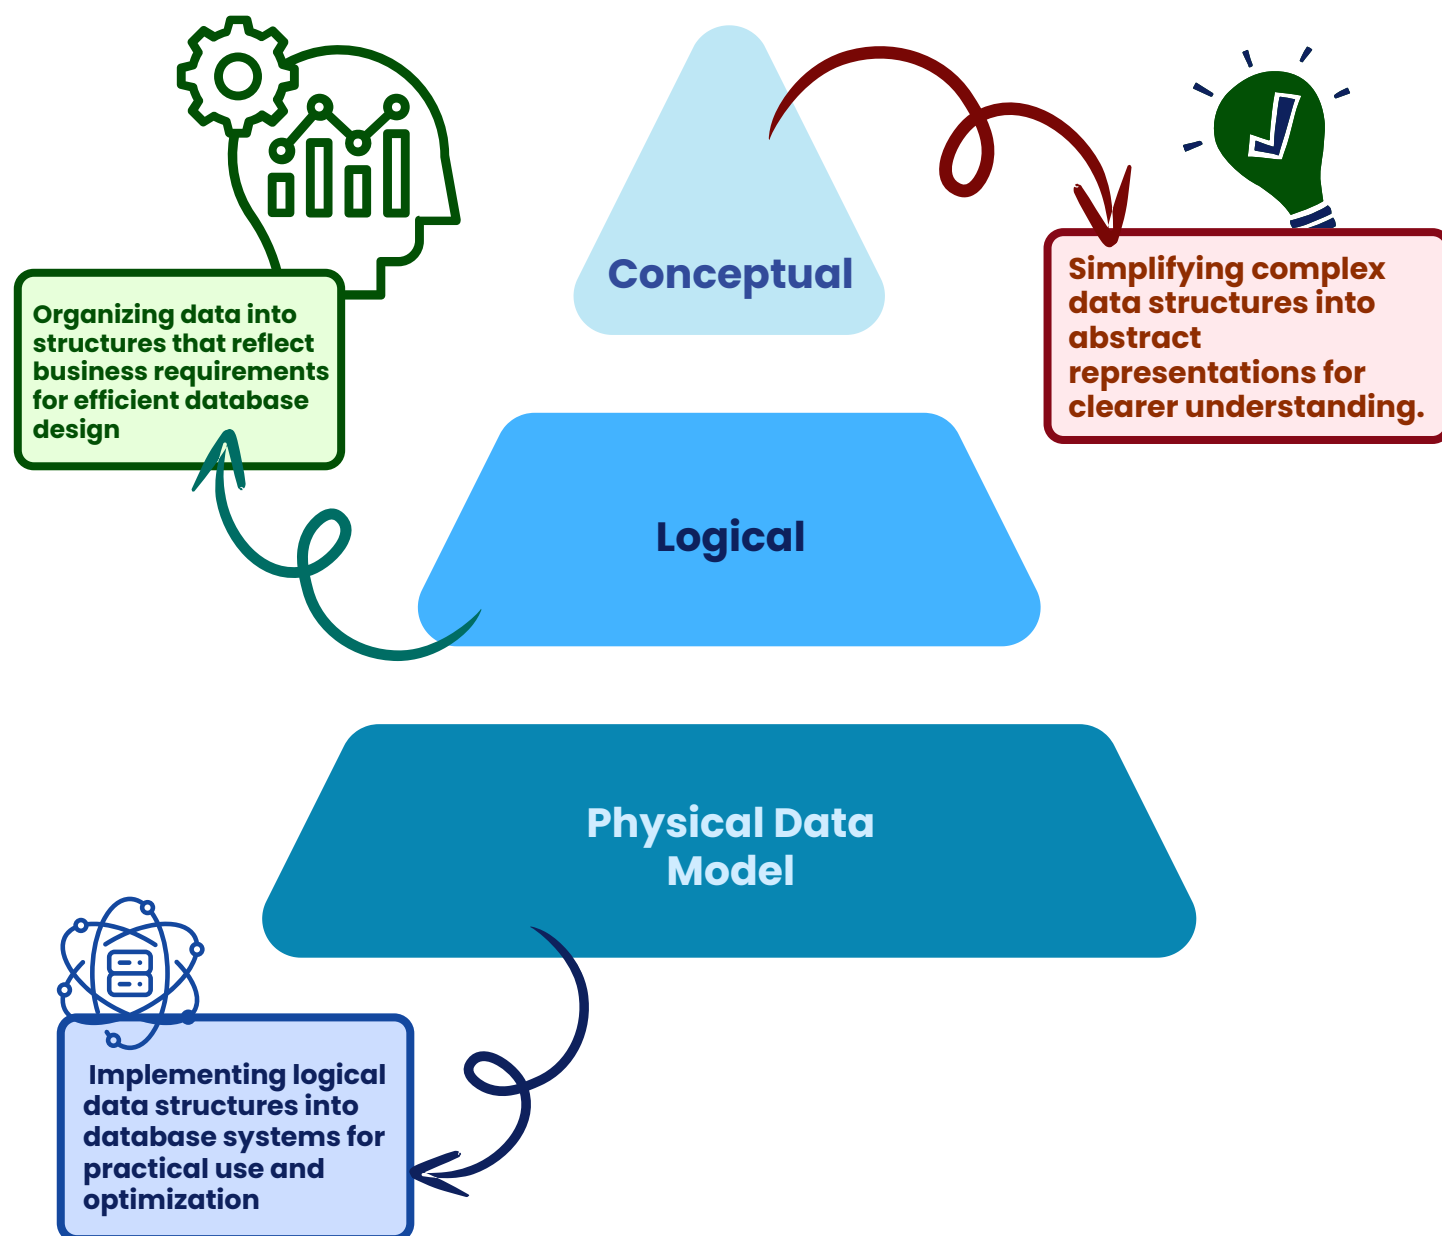 Conceptual
Simplifying complex
data structures into
abstract
representations for
clearer understanding.
Organizing data into
structures that reflect
business requirements
for efficient database
design
Logical
Physical Data
Model
Implementing logical
data structures into
database systems for
practical use and
optimization